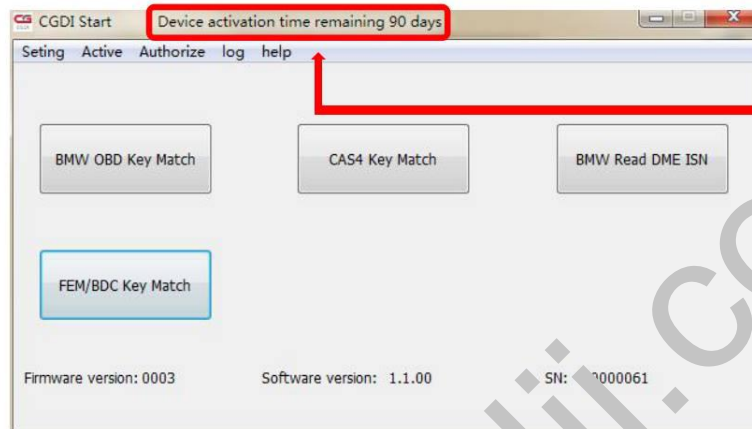 CGDI Start Device activation time remaining 90 days
Seting Active Authorize log help
BMW OBD Key Match CAS4 Key Match BMW Read DME ISN
FEM/BDC Key Match
Firmware version: 0003 Software version: 1.1.00 SN: 0000061